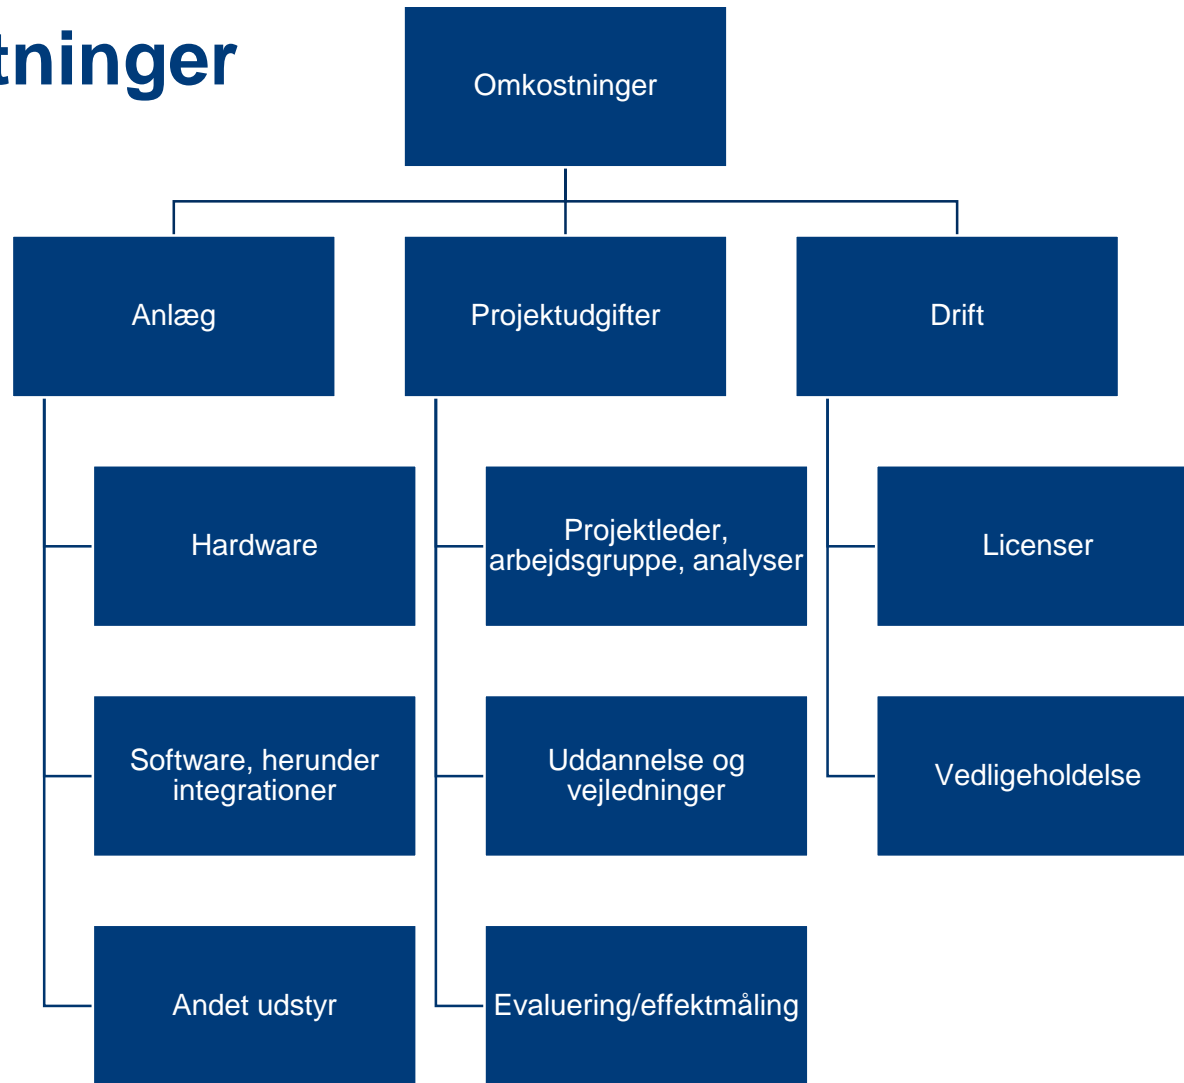 tninger
Omkostninger
Anlæg
Projektudgifter
Drift
Hardware
Projektleder,
arbejdsgruppe, analyser
Licenser
Software, herunder
integrationer
Uddannelse og
vejledninger
Vedligeholdelse
Andet udstyr
Evaluering/effektmåling